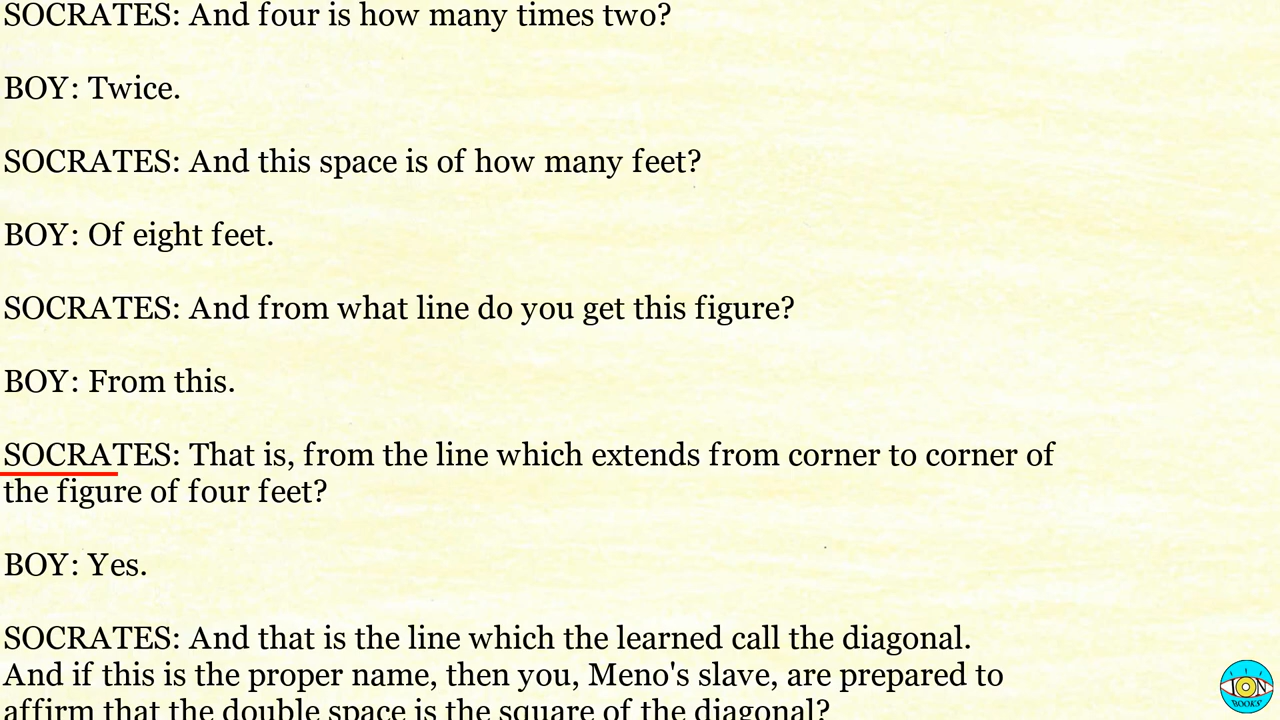 SOCRATES: And four is how many times two?
BOY: Twice.
SOCRATES: And this space is of how many feet?
BOY: Of eight feet.
SOCRATES: And from what line do you get this figure?
BOY: From this.
SOCRATES: That is, from the line which extends from corner to corner of
the figure of four feet?
BOY: Yes.
SOCRATES: And that is the line which the learned call the diagonal.
And if this is the proper name, then you, Meno's slave, are prepared to
affirm that the double space is the square of the diagonal?
ION
BOOKS